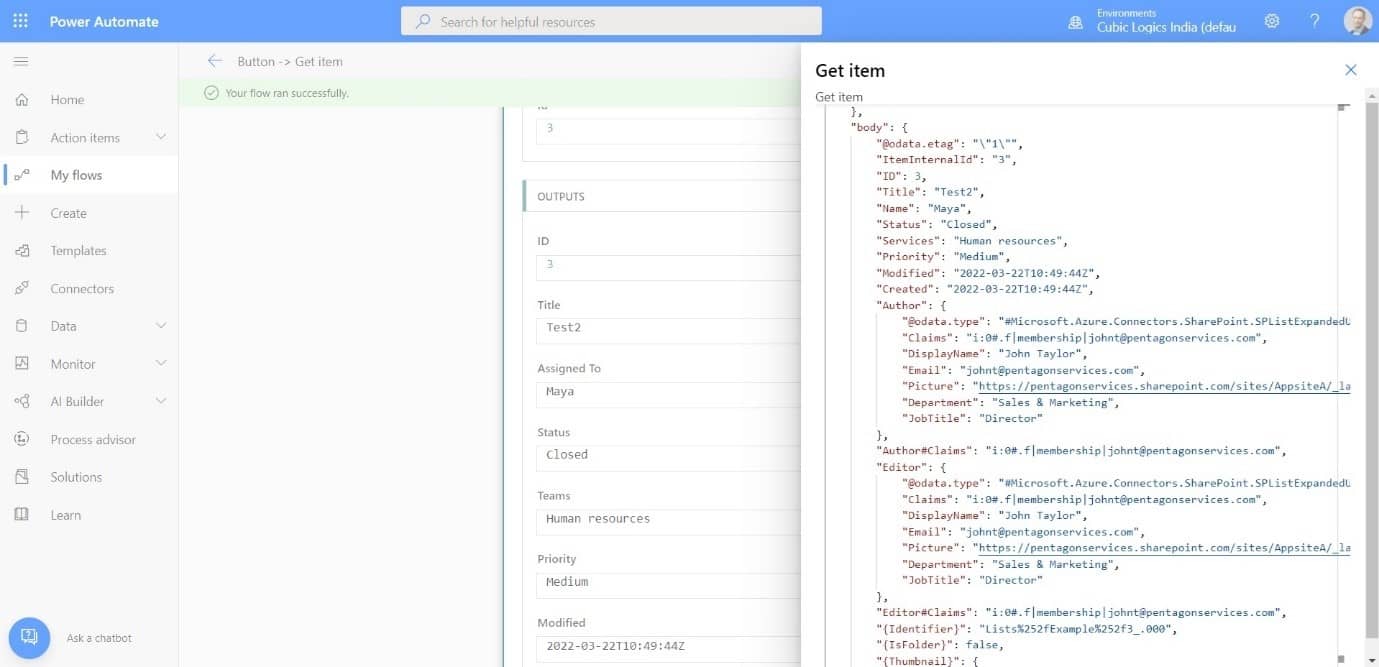 Power Automate
Search for helpful resources
Environments
Cubic Logics India (defau
?
Home
Action items
My flows
Create
Templates
Connectors
Data
Monitor
AI Builder
Process advisor
Solutions
Learn
Ask a chatbot
Button -> Get item
Your flow ran successfully.
3
OUTPUTS
ID
3
Title
Test2
Assigned To
Maya
Status
Closed
Teams
Human resources
Priority
Medium
Modified
2022-03-22T10:49:44Z
Get item
Get item
},
"body": {
"@odata.etag": "\"1\"",
"ItemInternalId": "3",
"ID": 3,
"Title": "Test2",
"Name": "Maya",
"Status": "Closed",
"Services": "Human resources",
"Priority": "Medium",
"Modified": "2022-03-22T10:49:44Z",
"Created": "2022-03-22T10:49:44Z",
"Author": {
"@odata.type": "#Microsoft.Azure.Connectors.SharePoint.SPListExpandedU
"Claims": "i:0#.f|membership|johnt@pentagonservices.com",
"DisplayName": "John Taylor",
"Email": "johnt@pentagonservices.com",
"Picture": "https://pentagonservices.sharepoint.com/sites/AppsiteA/_la
"Department": "Sales & Marketing",
"JobTitle": "Director"
},
"Author#Claims": "i:0#.f|membership|johnt@pentagonservices.com",
"Editor": {
"@odata.type": "#Microsoft.Azure.Connectors.SharePoint.SPListExpandedU
"Claims": "i:0#.f|membership|johnt@pentagonservices.com",
"DisplayName": "John Taylor",
"Email": "johnt@pentagonservices.com",
"Picture": "https://pentagonservices.sharepoint.com/sites/AppsiteA/_la
"Department": "Sales & Marketing",
"JobTitle": "Director"
},
"Editor#Claims": "i:0#.f|membership|johnt@pentagonservices.com",
"{Identifier}": "Lists%252fExample%252f3_.000",
"{IsFolder}": false,
"{Thumbnail}": {